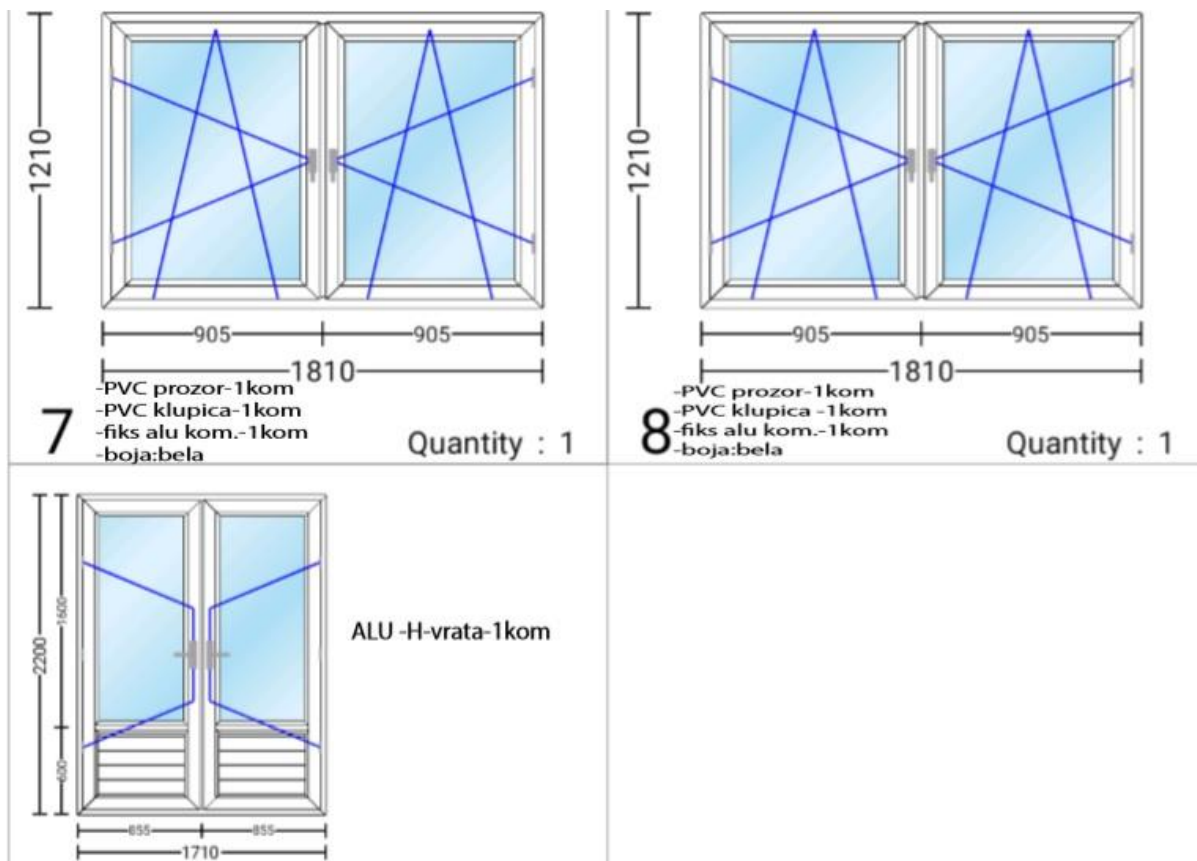 1210
905
905
1810
7
-PVC prozor-1kom
-PVC klupica-1kom
-fiks alu kom.-1kom
-boja:bela
Quantity : 1
1210
905
905
1810
8
-PVC prozor-1kom
-PVC klupica -1kom
-fiks alu kom.-1kom
-boja:bela
Quantity : 1
2200
1600
600
855
855
1710
ALU -H-vrata-1kom